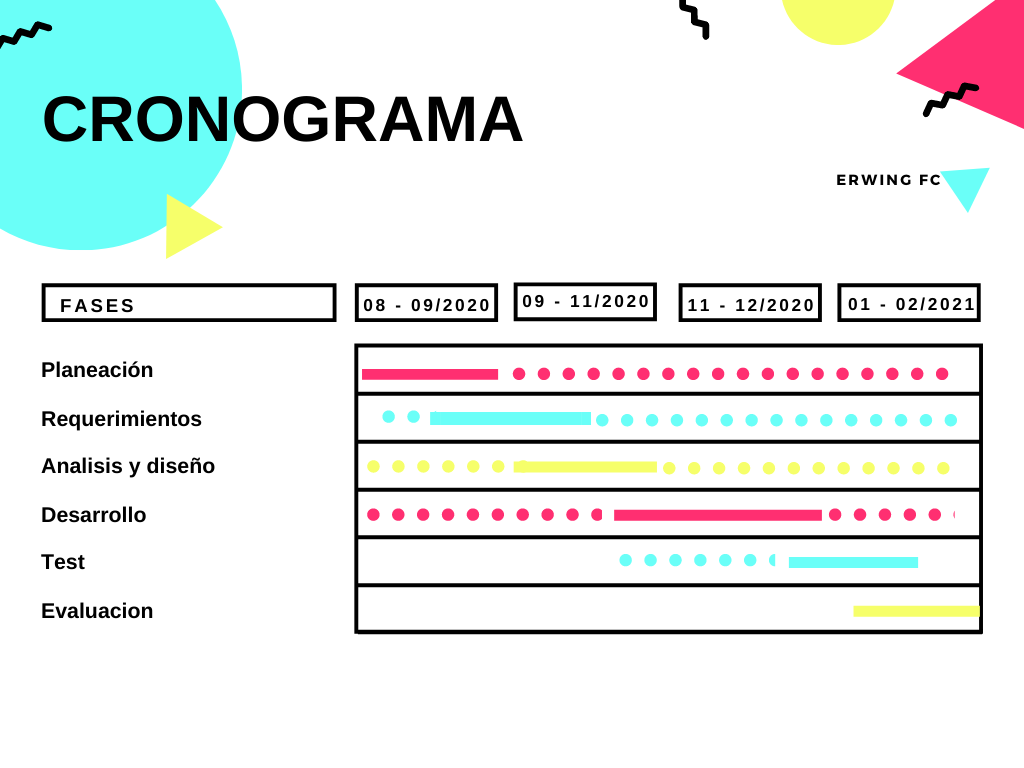 CRONOGRAMA
ERWING FC
FASES
08 - 09/2020
09 - 11/2020
11 - 12/2020
01 - 02/2021
Planeación
Requerimientos
Analisis y diseño
Desarrollo
Test
Evaluacion